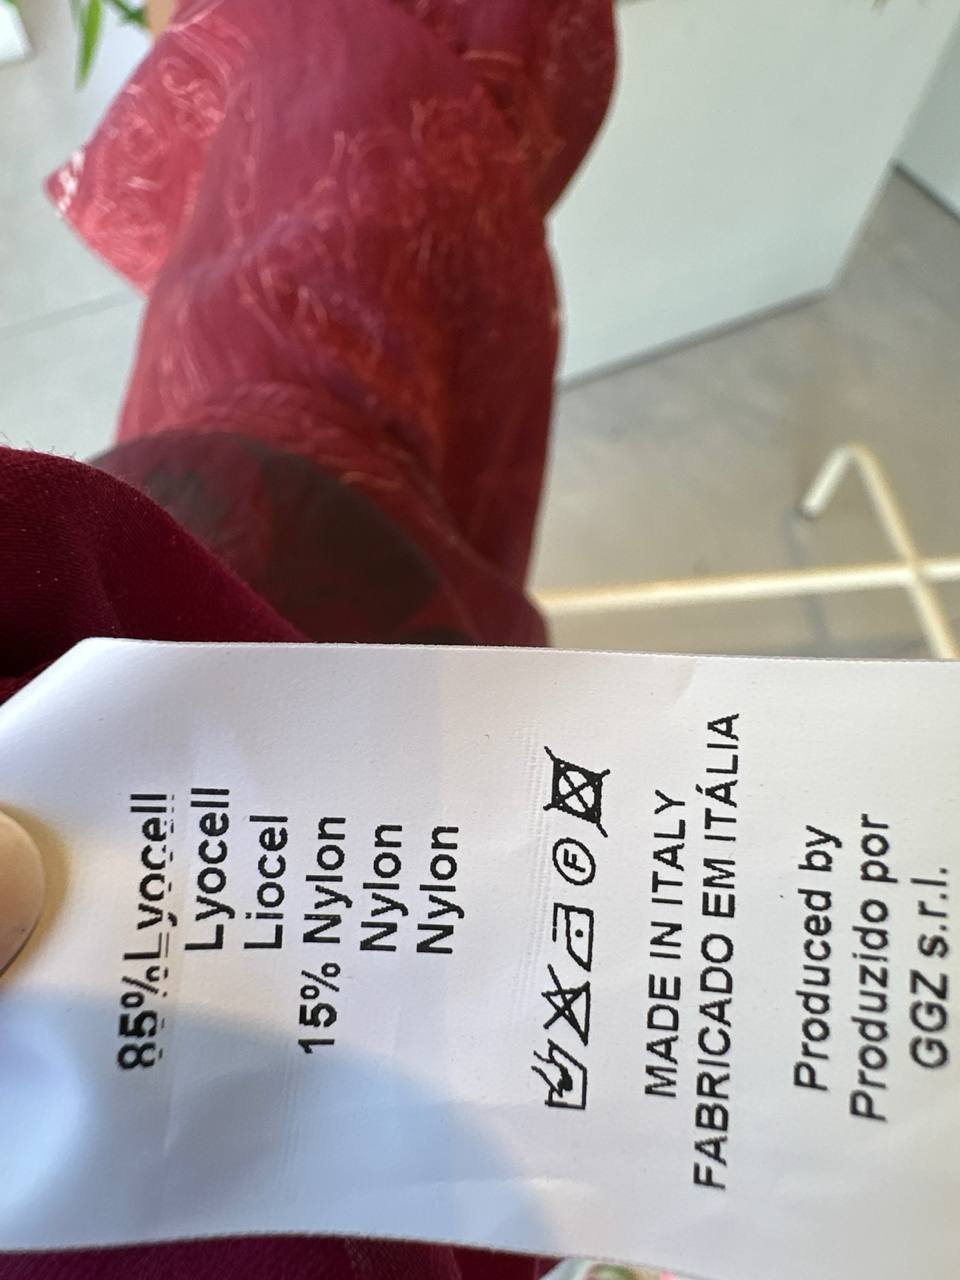 85% Lyocell
Lyocell
Liocel
15% Nylon
Nylon
Nylon
F
MADE IN ITALY
FABRICADO EM ITÁLIA
Produced by
Produzido por
GGZ s.r.l.